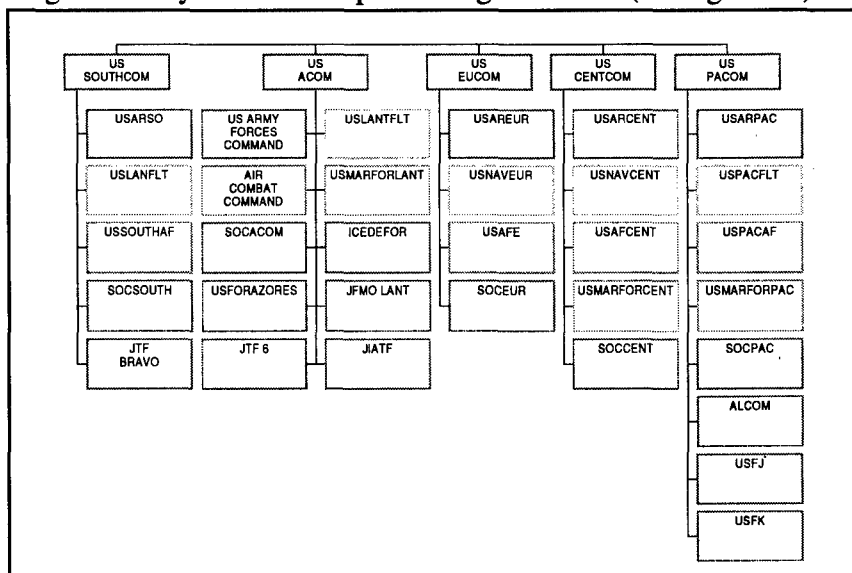 US
SOUTHCOM
US
ACOM
US
EUCOM
US
CENTCOM
US
PACOM
USARSO
US ARMY
FORCES
COMMAND
USLANTFLT
USAREUR
USARCENT
USARPAC
USLANFLT
AIR
COMBAT
COMMAND
USMARFORLANT
USNAVEUR
USNAVCENT
USPACFLT
USSOUTHAF
SOCACOM
ICEDEFOR
USAFE
USAFCENT
USPACAF
SOCSOUTH
USFORAZORES
JFMO LANT
SOCEUR
USMARFORCENT
USMARFORPAC
JTF
BRAVO
JTF 6
JIATF
SOCCENT
SOCPAC
ALCOM
USFJ
USFK